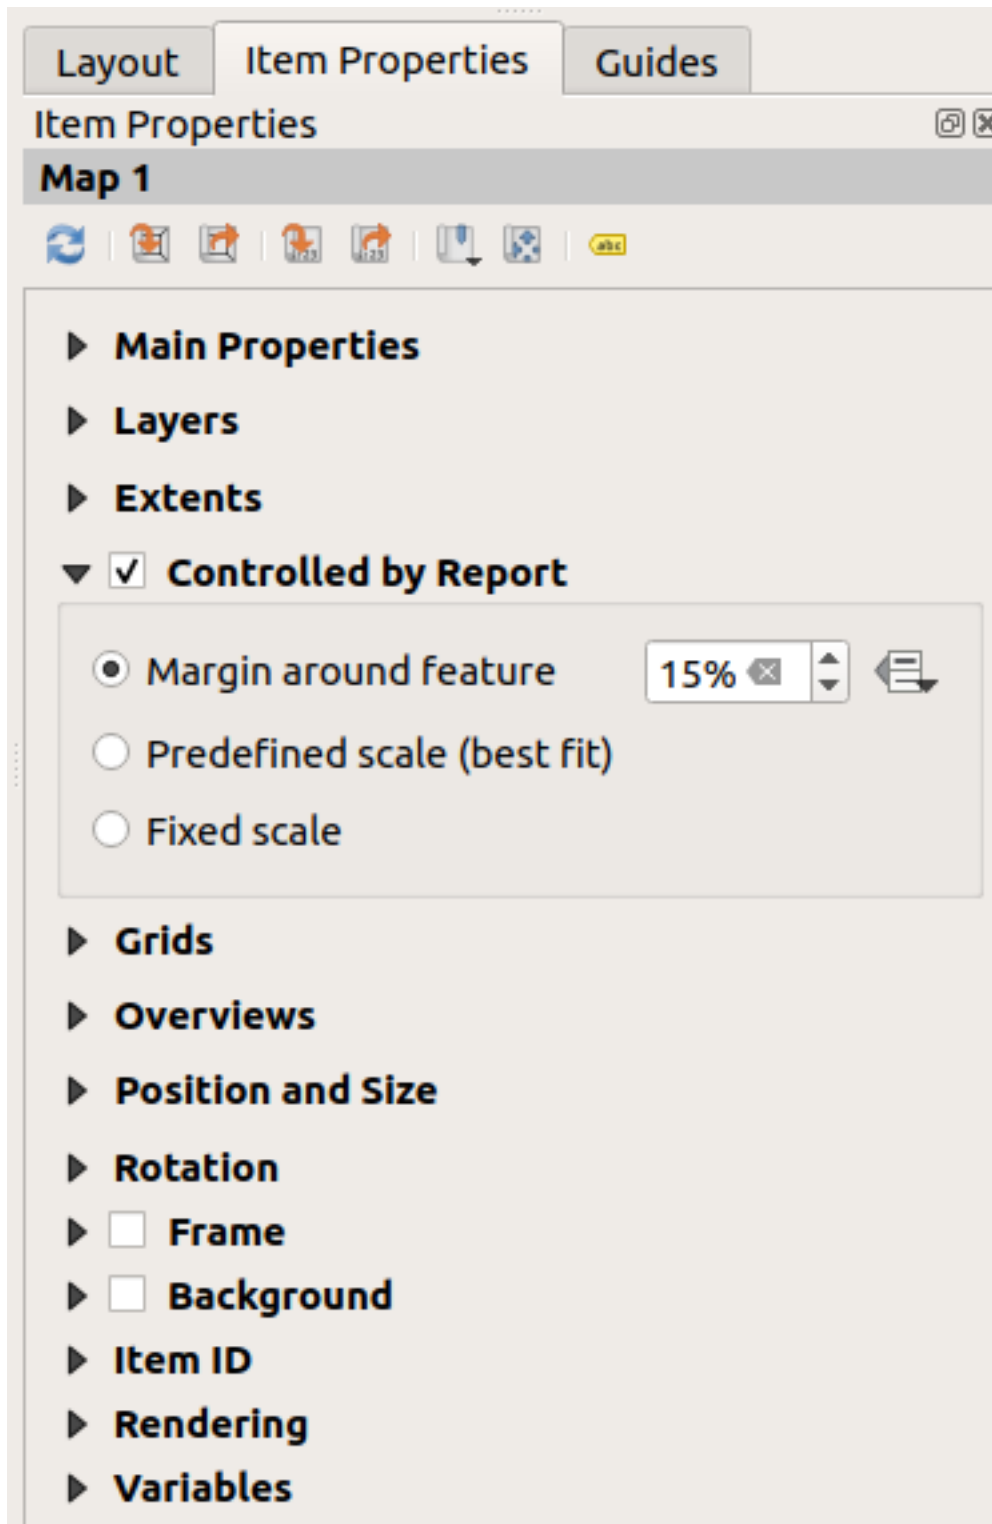 Layout Item Properties Guides
Item Properties
Map 1
abc
Main Properties
Layers
Extents
Controlled by Report
Margin around feature 15%
Predefined scale (best fit)
Fixed scale
Grids
Overviews
Position and Size
Rotation
Frame
Background
Item ID
Rendering
Variables